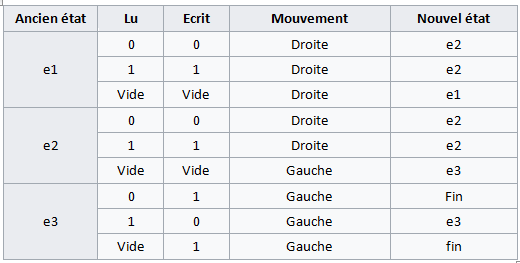 Ancien état Lu Ecrit Mouvement Nouvel état
e1 0 0 Droite e2
1 1 Droite e2
Vide Vide Droite e1
e2 0 0 Droite e2
1 1 Droite e2
Vide Vide Gauche e3
e3 0 1 Gauche Fin
1 0 Gauche e3
Vide 1 Gauche fin